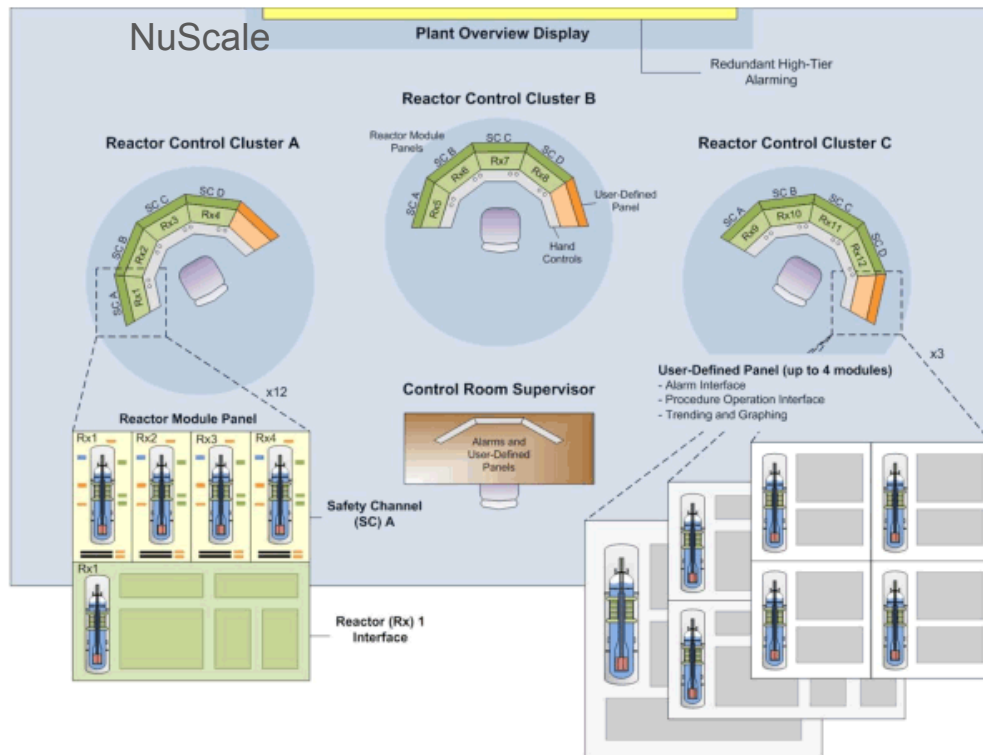 NuScale
Plant Overview Display
Redundant High-Tier
Alarming
Reactor Control Cluster B
Reactor Control Cluster A
Reactor Control Cluster C
Reactor Module
Panels
SC A
SC B
SC C
SC D
Rx5
Rx6
Rx7
Rx8
User-Defined
Panel
Hand
Controls
SC A
SC B
SC C
SC D
Rx1
Rx2
Rx3
Rx4
SC A
SC B
SC C
SC D
Rx9
Rx10
Rx11
Rx12
x12
x3
User-Defined Panel (up to 4 modules)
- Alarm Interface
- Procedure Operation Interface
- Trending and Graphing
Control Room Supervisor
Alarms and
User-Defined
Panels
Reactor Module Panel
Rx1
Rx2
Rx3
Rx4
Safety Channel
(SC) A
Rx1
Reactor (Rx) 1
Interface